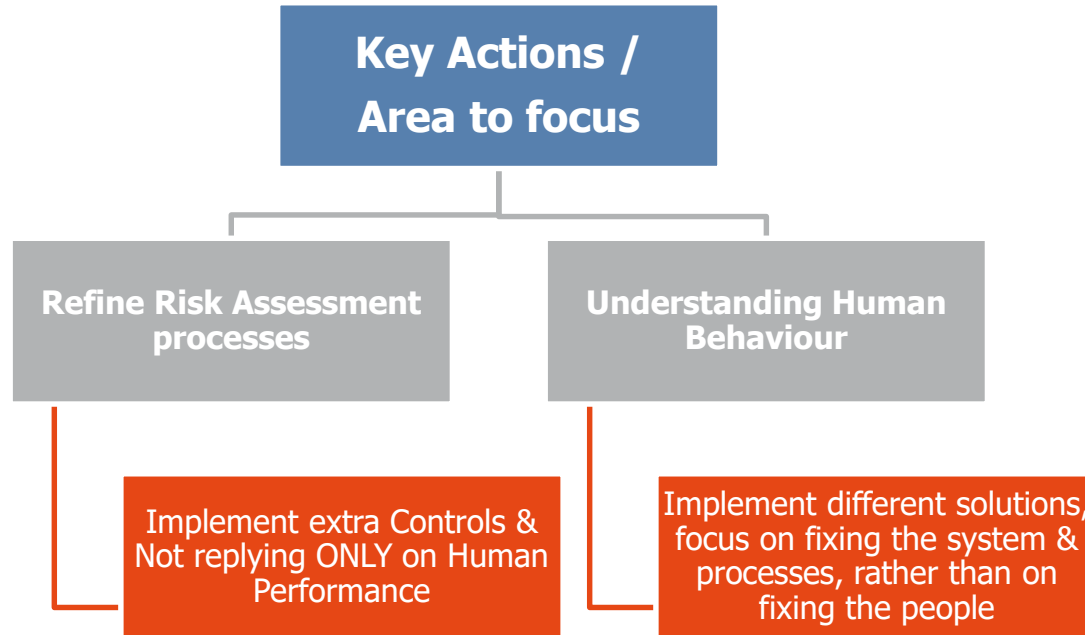 Key Actions /
Area to focus
Refine Risk Assessment
processes
Understanding Human
Behaviour
Implement extra Controls &
Not replying ONLY on Human
Performance
Implement different solutions,
focus on fixing the system &
processes, rather than on
fixing the people